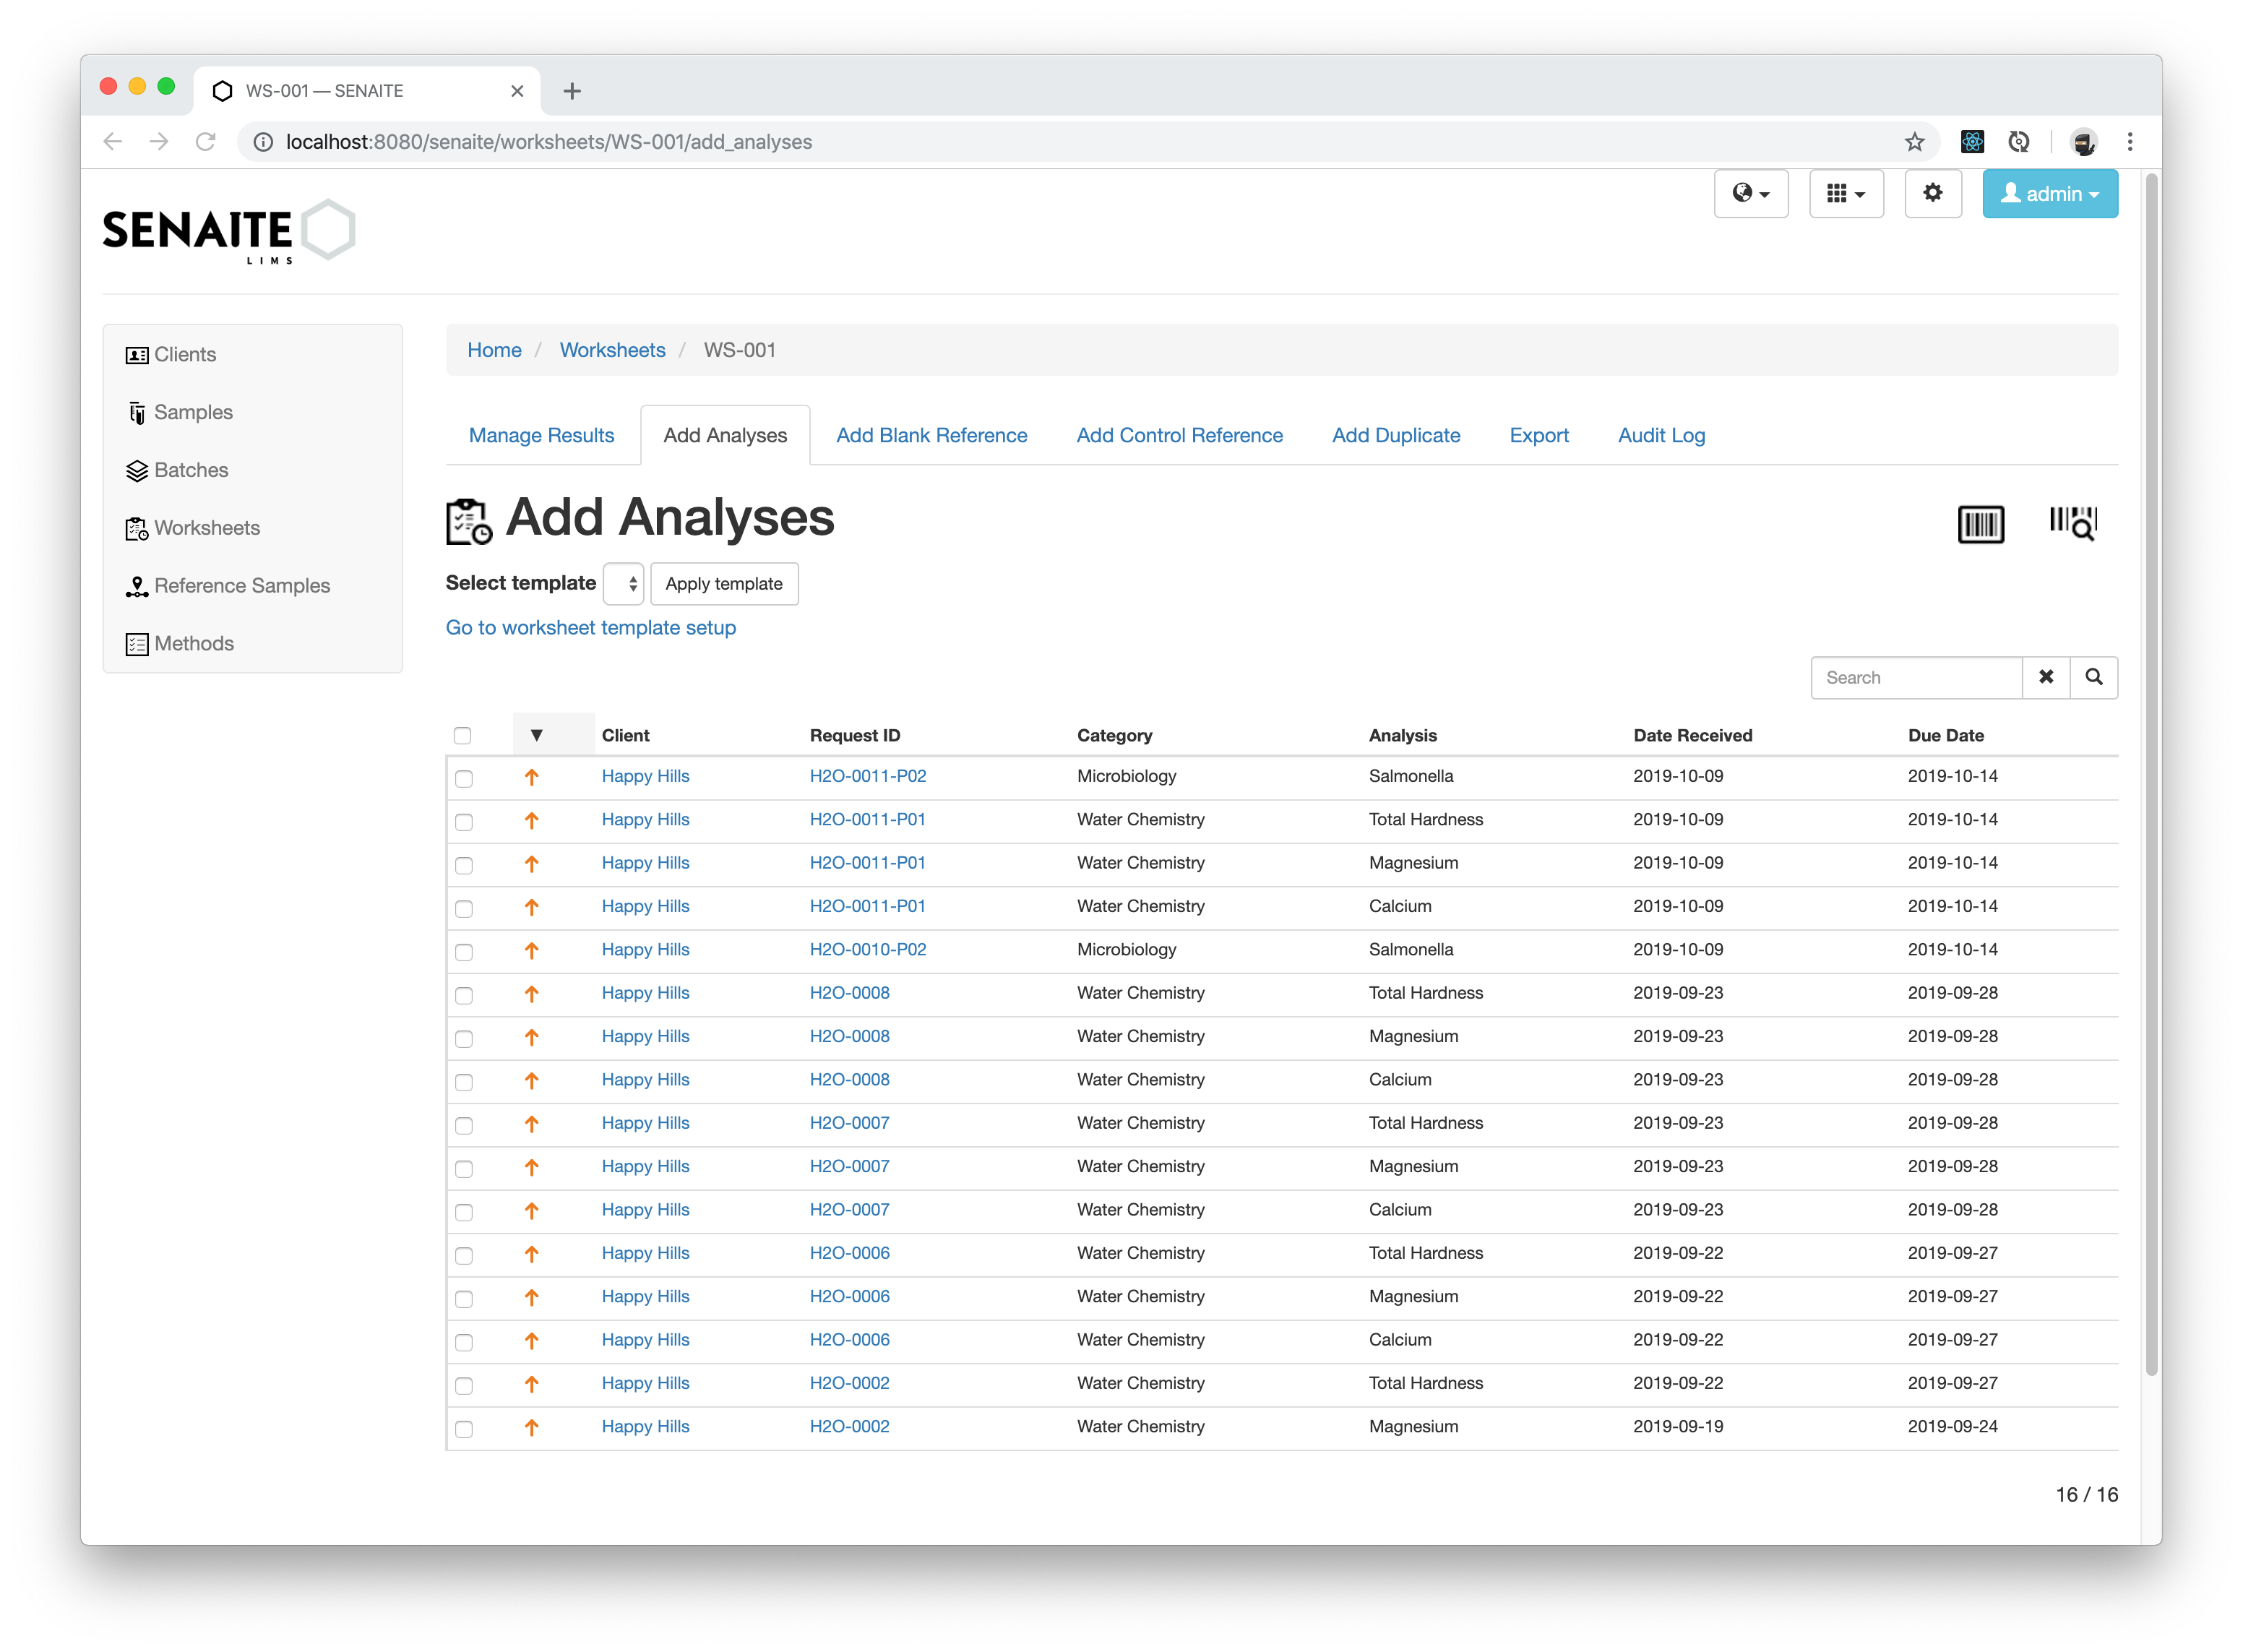 WS-001 — SENAITE
localhost:8080/senaite/worksheets/WS-001/add_analyses
admin
SENAITE
LIMS
Clients
Samples
Batches
Worksheets
Reference Samples
Methods
Home / Worksheets / WS-001
Manage Results Add Analyses Add Blank Reference Add Control Reference Add Duplicate Export Audit Log
Add Analyses
Select template Apply template
Go to worksheet template setup
Search
Client Request ID Category Analysis Date Received Due Date
Happy Hills H2O-0011-P02 Microbiology Salmonella 2019-10-09 2019-10-14
Happy Hills H2O-0011-P01 Water Chemistry Total Hardness 2019-10-09 2019-10-14
Happy Hills H2O-0011-P01 Water Chemistry Magnesium 2019-10-09 2019-10-14
Happy Hills H2O-0011-P01 Water Chemistry Calcium 2019-10-09 2019-10-14
Happy Hills H2O-0010-P02 Microbiology Salmonella 2019-10-09 2019-10-14
Happy Hills H2O-0008 Water Chemistry Total Hardness 2019-09-23 2019-09-28
Happy Hills H2O-0008 Water Chemistry Magnesium 2019-09-23 2019-09-28
Happy Hills H2O-0008 Water Chemistry Calcium 2019-09-23 2019-09-28
Happy Hills H2O-0007 Water Chemistry Total Hardness 2019-09-23 2019-09-28
Happy Hills H2O-0007 Water Chemistry Magnesium 2019-09-23 2019-09-28
Happy Hills H2O-0007 Water Chemistry Calcium 2019-09-23 2019-09-28
Happy Hills H2O-0006 Water Chemistry Total Hardness 2019-09-22 2019-09-27
Happy Hills H2O-0006 Water Chemistry Magnesium 2019-09-22 2019-09-27
Happy Hills H2O-0006 Water Chemistry Calcium 2019-09-22 2019-09-27
Happy Hills H2O-0002 Water Chemistry Total Hardness 2019-09-22 2019-09-27
Happy Hills H2O-0002 Water Chemistry Magnesium 2019-09-19 2019-09-24
16 / 16